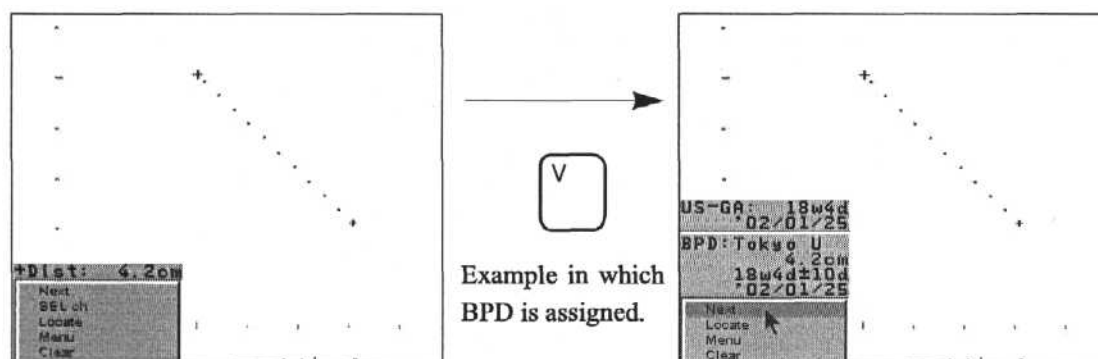 +Dist: 4.2cm
Next
SEL ch
Locate
Menu
Clear
V
Example in which
BPD is assigned.
US-GA: 18w4d
'02/01/25
BPD:Tokyo U
4.2cm
18w4d±10d
'02/01/25
Next
Locate
Menu
Clear